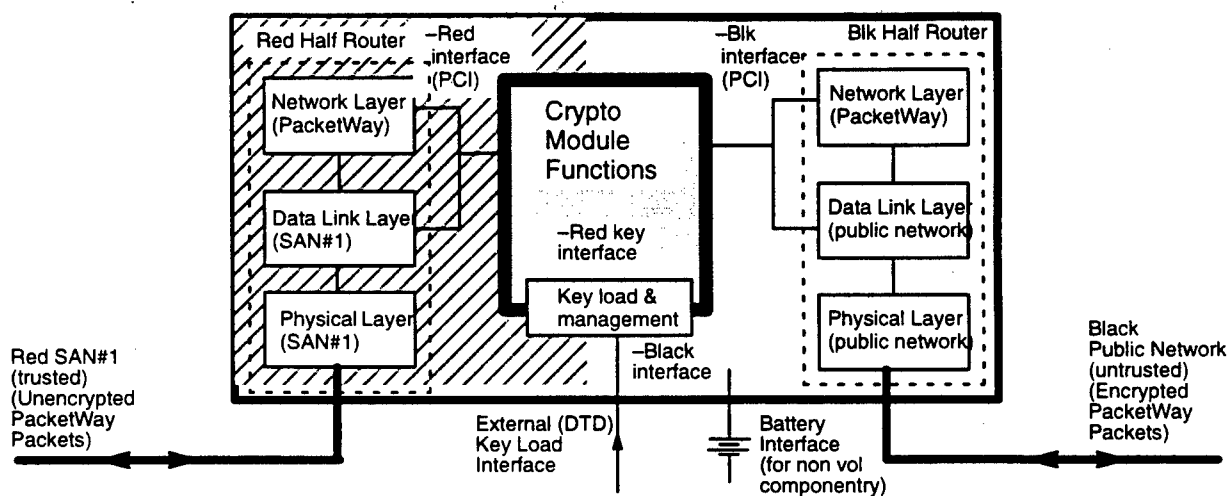 Red Half Router
–Red
interface
(PCI)
Network Layer
(PacketWay)
Data Link Layer
(SAN#1)
Physical Layer
(SAN#1)
Crypto
Module
Functions
–Red key
interface
Key load &
management
–Black
interface
–Blk
interface
(PCI)
Blk Half Router
Network Layer
(PacketWay)
Data Link Layer
(public network)
Physical Layer
(public network)
Red SAN#1
(trusted)
(Unencrypted
PacketWay
Packets)
External (DTD)
Key Load
Interface
Battery
Interface
(for non vol
componentry)
Black
Public Network
(untrusted)
(Encrypted
PacketWay
Packets)